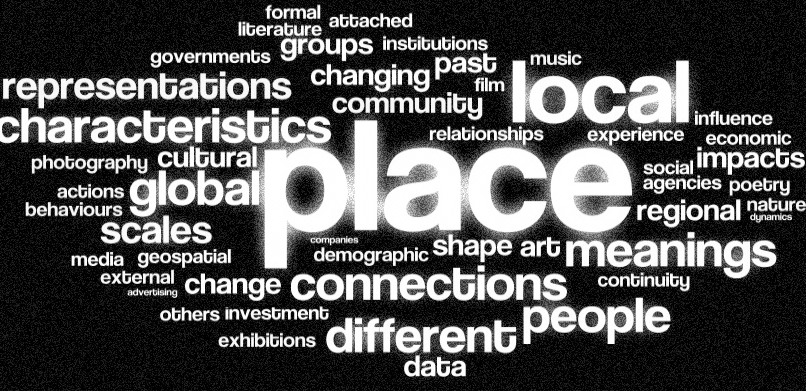 formal
literature attached
governments groups institutions
representations changing past film music
community local
characteristics relationships experience influence
economic
photography cultural place social impacts
actions global agencies poetry
behaviours regional nature
dynamics
scales companies
media geospatial demographic shape art meanings
external change connections continuity
advertising
others investment people
exhibitions different
data